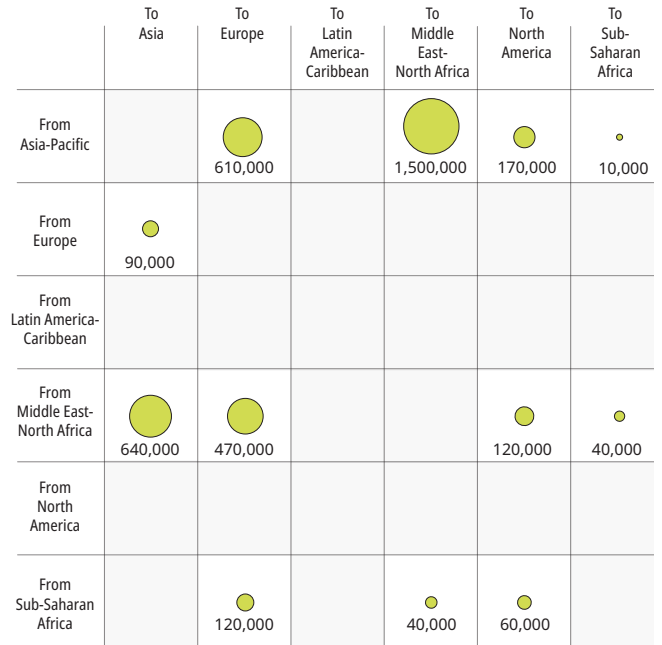 To
Asia
To
Europe
To
Latin
America-
Caribbean
To
Middle
East-
North Africa
To
North
America
To
Sub-
Saharan
Africa
From
Asia-Pacific
610,000
1,500,000
170,000
10,000
From
Europe
90,000
From
Latin America-
Caribbean
From
Middle East-
North Africa
640,000
470,000
120,000
40,000
From
North
America
From
Sub-Saharan
Africa
120,000
40,000
60,000